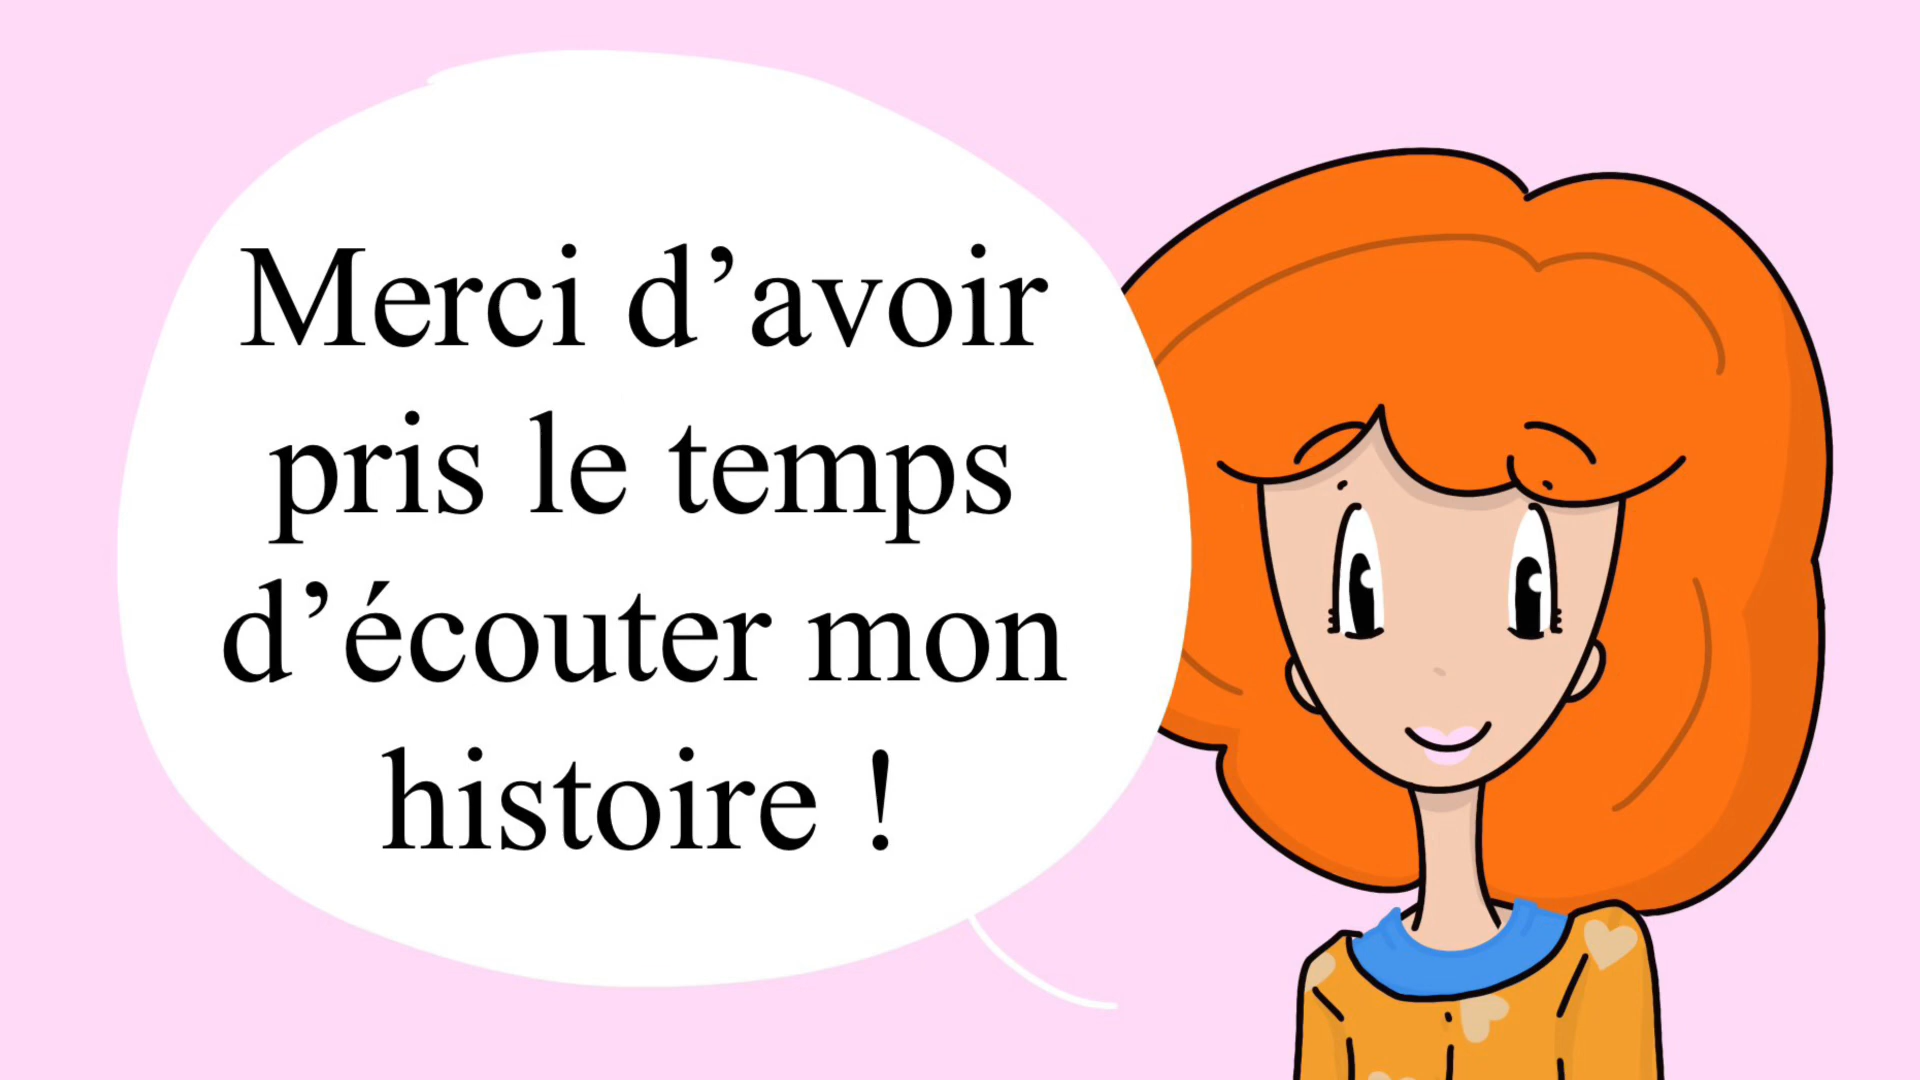 Merci d’avoir
pris le temps
d’écouter mon
histoire !